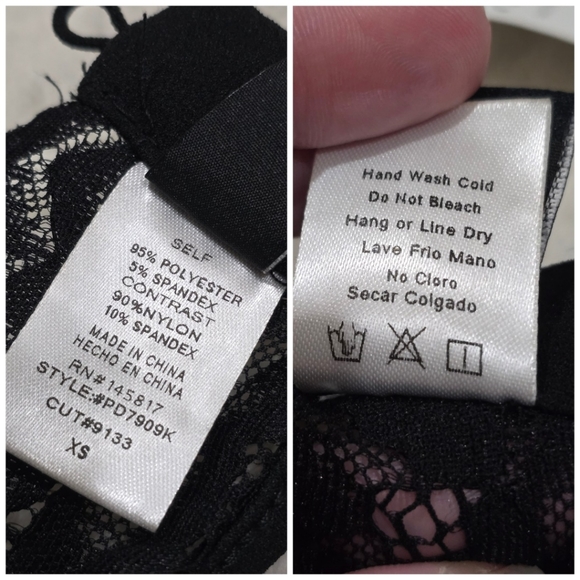 SELF
95% POLYESTER
5% SPANDEX
CONTRAST
90%NYLON
10% SPANDEX
MADE IN CHINA
HECHO EN CHINA
RN#145817
STYLE:#PD7909K
CUT#9133
XS
Hand Wash Cold
Do Not Bleach
Hang or Line Dry
Lave Frio Mano
No Cloro
Secar Colgado